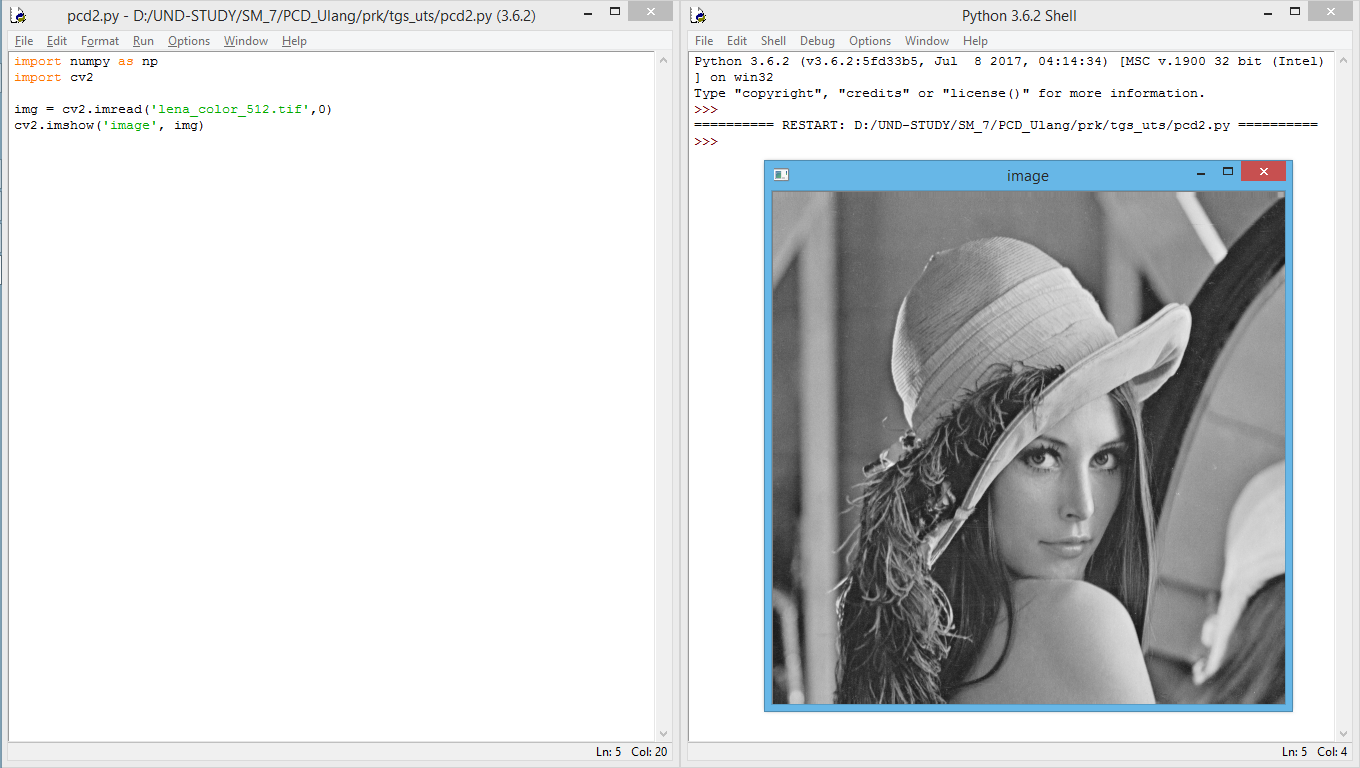 pcd2.py - D:/UND-STUDY/SM_7/PCD_Ulang/prk/tgs_uts/pcd2.py (3.6.2)
File Edit Format Run Options Window Help
import numpy as np
import cv2
img = cv2.imread('lena_color_512.tif',0)
cv2.imshow('image', img)
Ln: 5 Col: 20
Python 3.6.2 Shell
File Edit Shell Debug Options Window Help
Python 3.6.2 (v3.6.2:5fd33b5, Jul  8 2017, 04:14:34) [MSC v.1900 32 bit (Intel)
] on win32
Type "copyright", "credits" or "license()" for more information.
>>>
========== RESTART: D:/UND-STUDY/SM_7/PCD_Ulang/prk/tgs_uts/pcd2.py ==========
>>>
image
Ln: 5 Col: 4